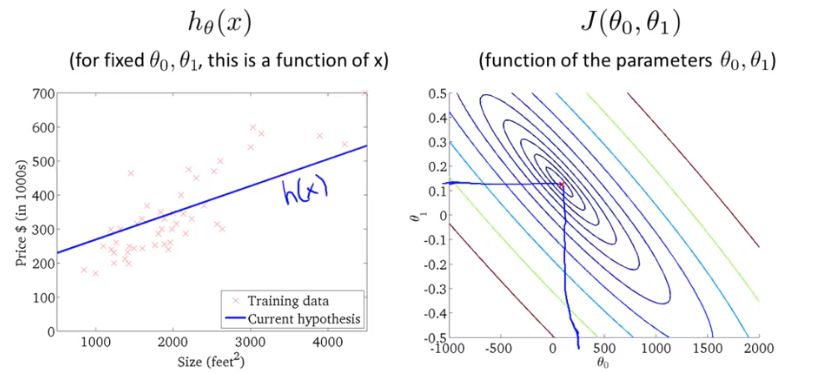 hθ(x)
(for fixed θ₀, θ₁, this is a function of x)
700
600
500
400
300
200
100
0
Price $ (in 1000s)
h(x)
Training data
Current hypothesis
1000
2000
3000
4000
Size (feet²)
J(θ₀, θ₁)
(function of the parameters θ₀, θ₁)
0.5
0.4
0.3
0.2
0.1
0
-0.1
-0.2
-0.3
-0.4
-0.5
θ₁
-1000
-500
0
500
1000
1500
2000
θ₀